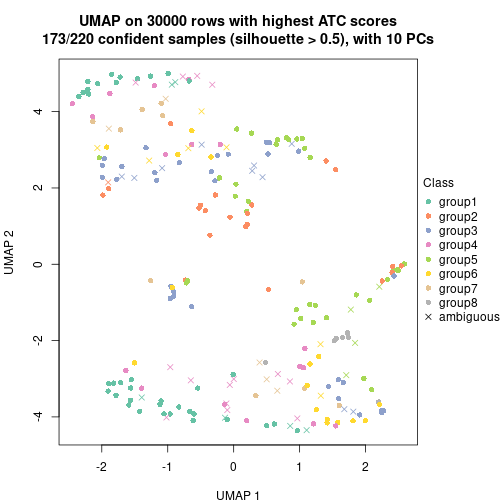 UMAP on 30000 rows with highest ATC scores
173/220 confident samples (silhouette > 0.5), with 10 PCs
4
2
0
-2
-4
UMAP 2
-2
-1
0
1
2
UMAP 1
Class
group1
group2
group3
group4
group5
group6
group7
group8
ambiguous